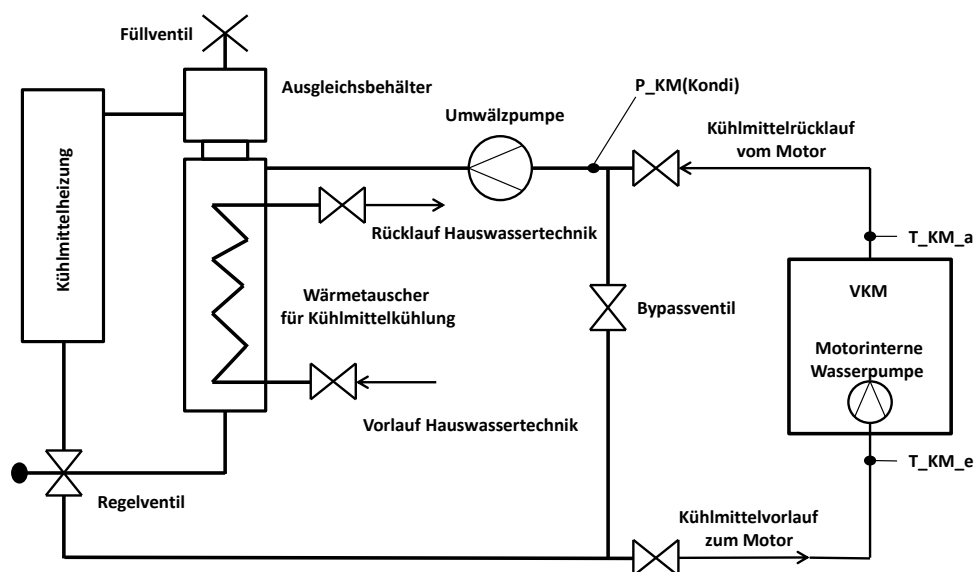 Füllventil
Ausgleichsbehälter
P_KM(Kondi)
Umwälzpumpe
Kühlmittelrücklauf
vom Motor
Kühlmittelheizung
Rücklauf Hauswassertechnik
T_KM_a
Wärmetauscher
für Kühlmittelkühlung
Bypassventil
VKM
Motorinterne
Wasserpumpe
Vorlauf Hauswassertechnik
T_KM_e
Regelventil
Kühlmittelvorlauf
zum Motor